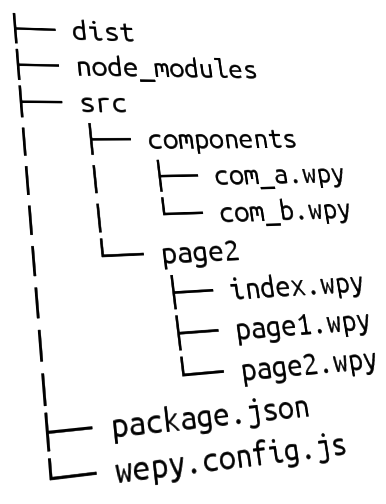 ├── dist
├── node_modules
├── src
│   ├── components
│   │   ├── com_a.wpy
│   │   └── com_b.wpy
│   └── page2
│       ├── index.wpy
│       ├── page1.wpy
│       └── page2.wpy
├── package.json
└── wepy.config.js